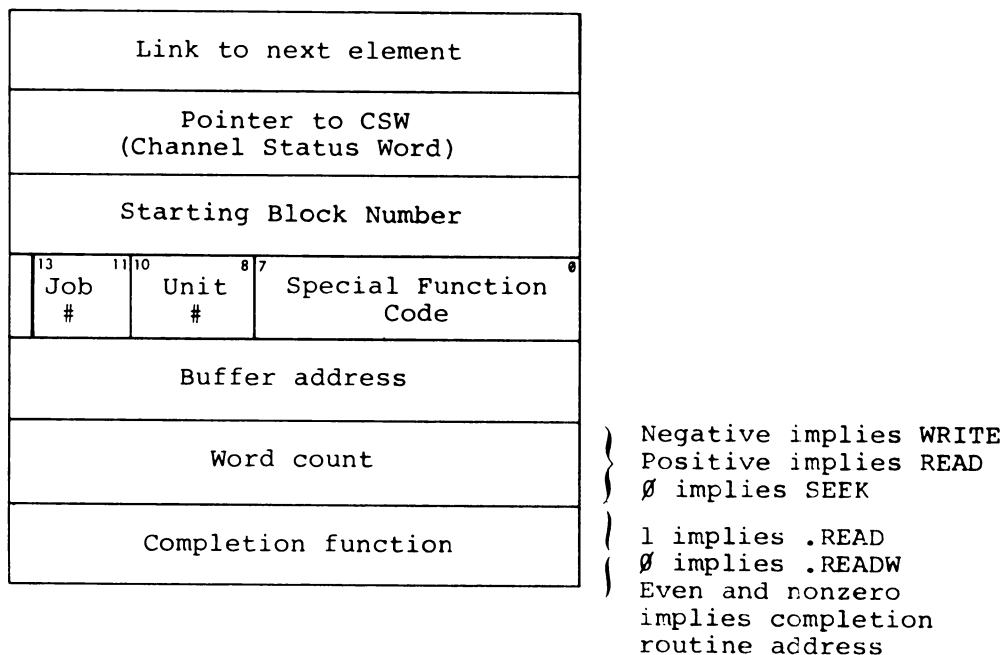 Link to next element
Pointer to CSW
(Channel Status Word)
Starting Block Number
13 11 10 8 7 0
Job Unit Special Function
# # Code
Buffer address
Word count
Negative implies WRITE
Positive implies READ
Ø implies SEEK
Completion function
1 implies .READ
Ø implies .READW
Even and nonzero
implies completion
routine address